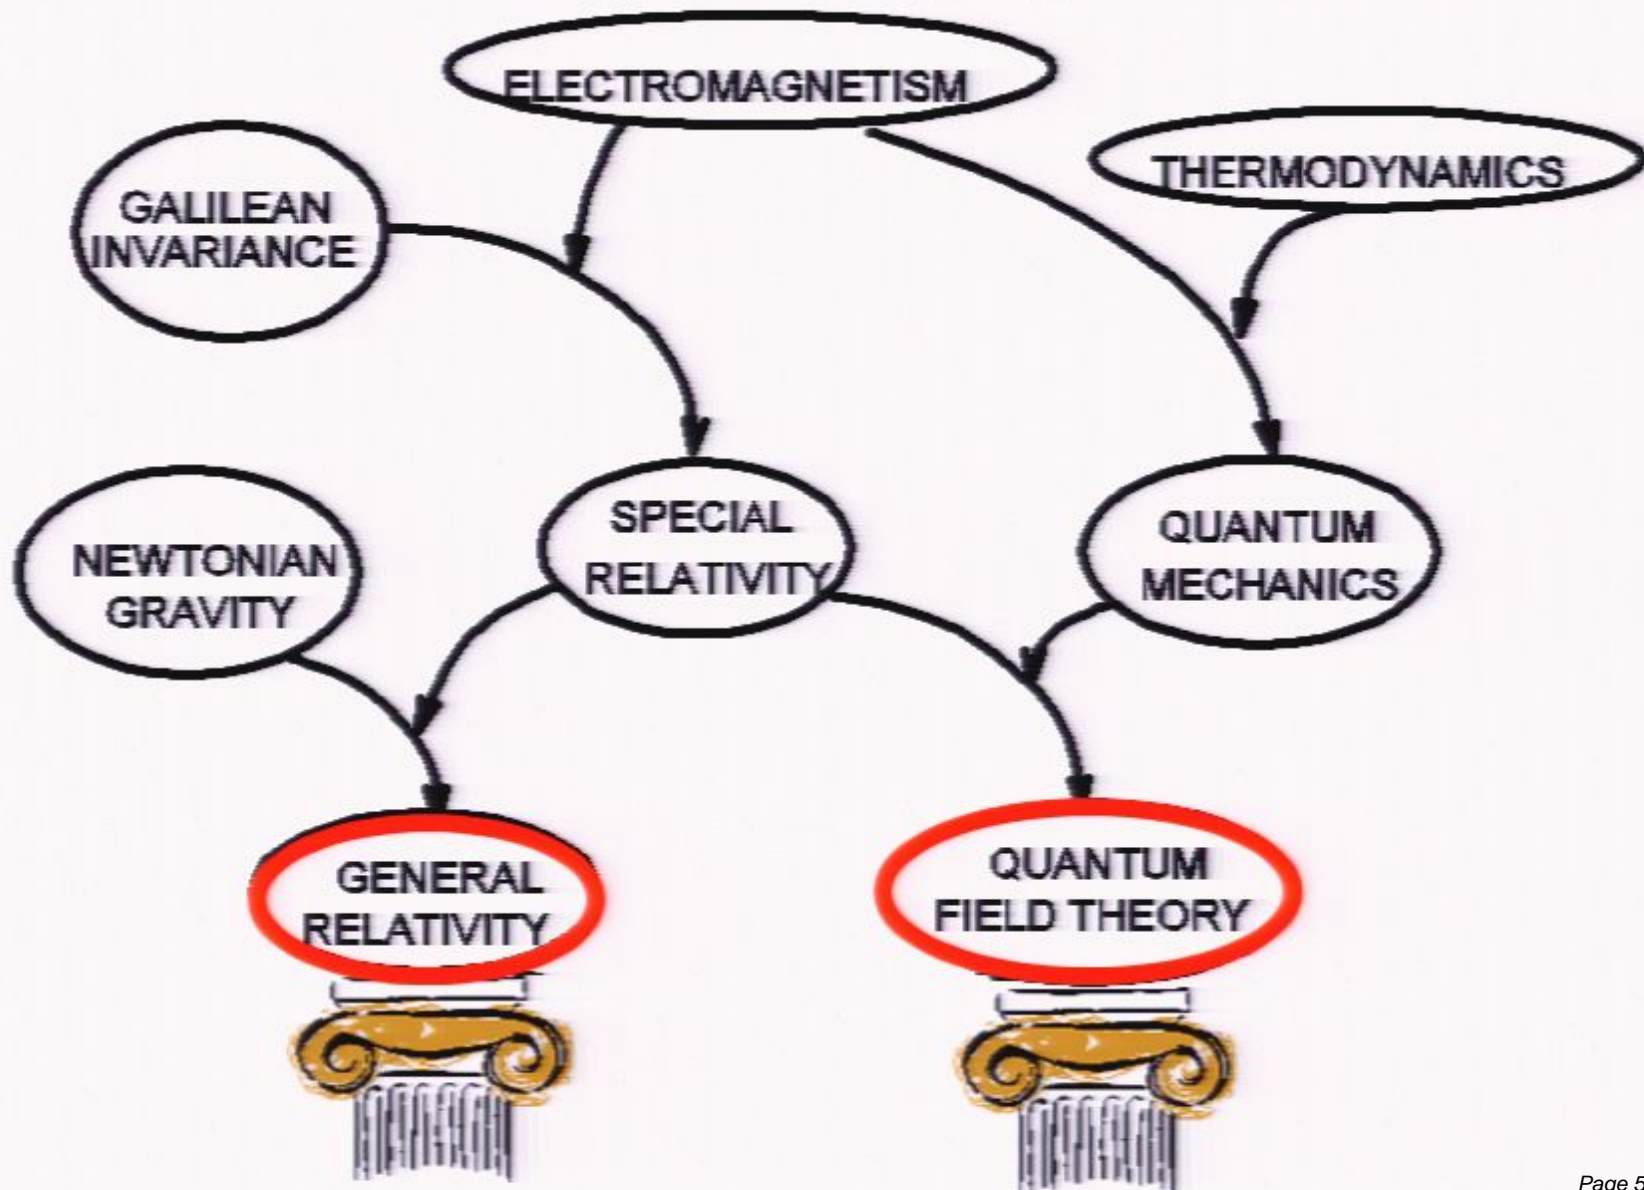 ELECTROMAGNETISM
THERMODYNAMICS
GALILEAN
INVARIANCE
SPECIAL
RELATIVITY
QUANTUM
MECHANICS
NEWTONIAN
GRAVITY
GENERAL
RELATIVITY
QUANTUM
FIELD THEORY
Page 5